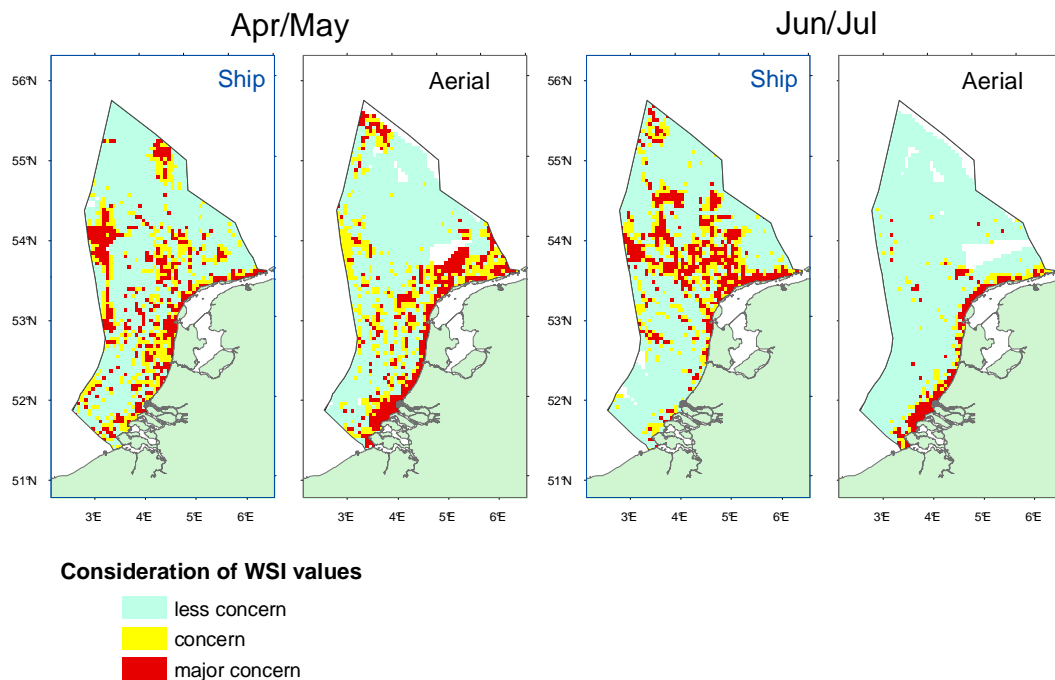 Apr/May
Jun/Jul
Ship
Aerial
Ship
Aerial
56°N
55°N
54°N
53°N
52°N
51°N
56°N
55°N
54°N
53°N
52°N
51°N
3°E 4°E 5°E 6°E
3°E 4°E 5°E 6°E
3°E 4°E 5°E 6°E
3°E 4°E 5°E 6°E
Consideration of WSI values
less concern
concern
major concern